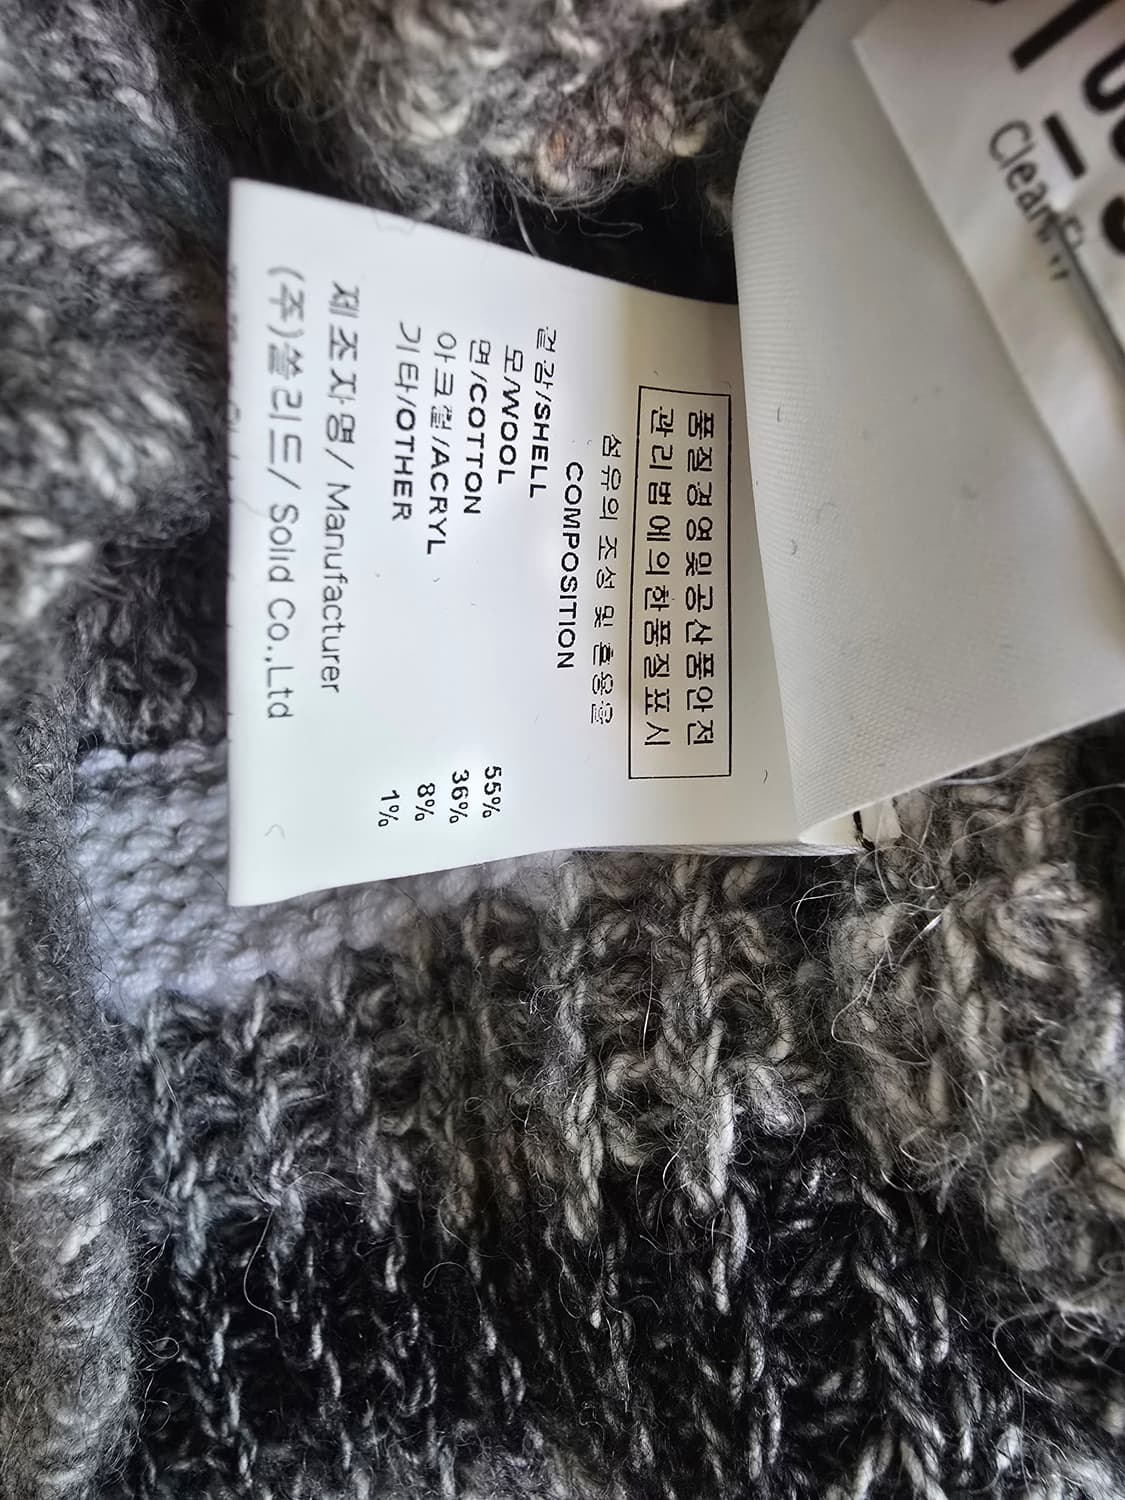 품질경영및공산품안전
관리법에의한품질표시
섬유의 조성 및 혼용율
COMPOSITION
겉감/SHELL
모/WOOL 55%
면/COTTON 36%
아크릴/ACRYL 8%
기타/OTHER 1%
제조자명/ Manufacturer
(주)쏠리드/ Solid Co.,Ltd